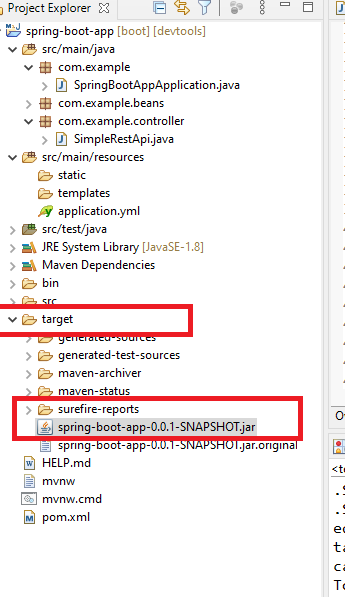 Project Explorer
spring-boot-app [boot] [devtools]
src/main/java
com.example
SpringBootAppApplication.java
com.example.beans
com.example.controller
SimpleRestApi.java
src/main/resources
static
templates
application.yml
src/test/java
JRE System Library [JavaSE-1.8]
Maven Dependencies
bin
src
target
generated-sources
generated-test-sources
maven-archiver
maven-status
surefire-reports
spring-boot-app-0.0.1-SNAPSHOT.jar
spring-boot-app-0.0.1-SNAPSHOT.jar.original
HELP.md
mvnw
mvnw.cmd
pom.xml